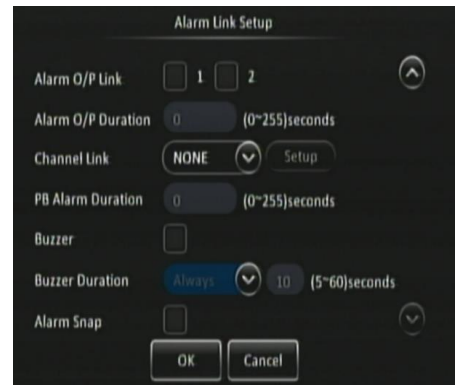 Alarm Link Setup
Alarm O/P Link 1 2
Alarm O/P Duration 0 (0~255)seconds
Channel Link NONE Setup
PB Alarm Duration 0 (0~255)seconds
Buzzer
Buzzer Duration Always 10 (5~60)seconds
Alarm Snap
OK Cancel